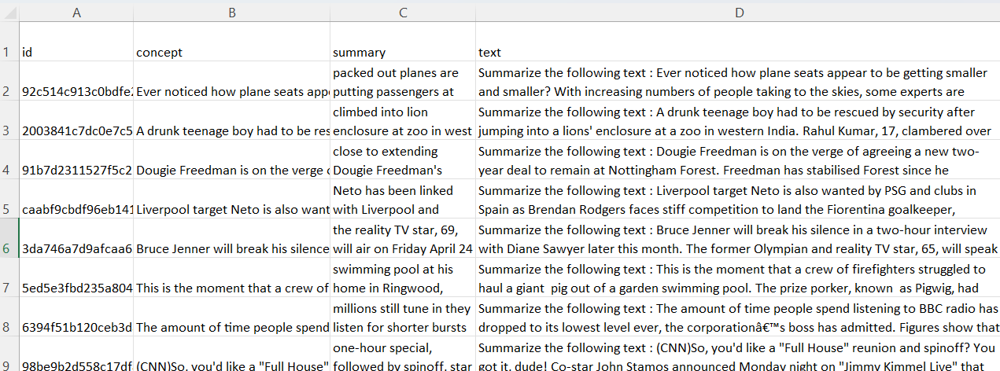 A B C D
1 id concept summary text
packed out planes are Summarize the following text : Ever noticed how plane seats appear to be getting smaller
2 92c514c913c0bdfe Ever noticed how plane seats app putting passengers at and smaller? With increasing numbers of people taking to the skies, some experts are
climbed into lion Summarize the following text : A drunk teenage boy had to be rescued by security after
3 2003841c7dc0e7c5 A drunk teenage boy had to be res enclosure at zoo in west jumping into a lions' enclosure at a zoo in western India. Rahul Kumar, 17, clambered over
close to extending Summarize the following text : Dougie Freedman is on the verge of agreeing a new two-
4 91b7d2311527f5c2 Dougie Freedman is on the verge Dougie Freedman's year deal to remain at Nottingham Forest. Freedman has stabilised Forest since he
Neto has been linked Summarize the following text : Liverpool target Neto is also wanted by PSG and clubs in
5 caabf9cbdf96eb141 Liverpool target Neto is also want with Liverpool and Spain as Brendan Rodgers faces stiff competition to land the Fiorentina goalkeeper,
the reality TV star, 69, Summarize the following text : Bruce Jenner will break his silence in a two-hour interview
6 3da746a7d9afcaa6 Bruce Jenner will break his silence will air on Friday April 24 with Diane Sawyer later this month. The former Olympian and reality TV star, 65, will speak
swimming pool at his Summarize the following text : This is the moment that a crew of firefighters struggled to
7 5ed5e3fbd235a804 This is the moment that a crew of home in Ringwood, haul a giant  pig out of a garden swimming pool. The prize porker, known  as Pigwig, had
millions still tune in they Summarize the following text : The amount of time people spend listening to BBC radio has
8 6394f51b120ceb3d The amount of time people spend listen for shorter bursts dropped to its lowest level ever, the corporationâ€™s boss has admitted. Figures show that
one-hour special, Summarize the following text : (CNN)So, you'd like a "Full House" reunion and spinoff? You
9 98be9b2d558c17df (CNN)So, you'd like a "Full House" followed by spinoff, star got it, dude! Co-star John Stamos announced Monday night on "Jimmy Kimmel Live" that